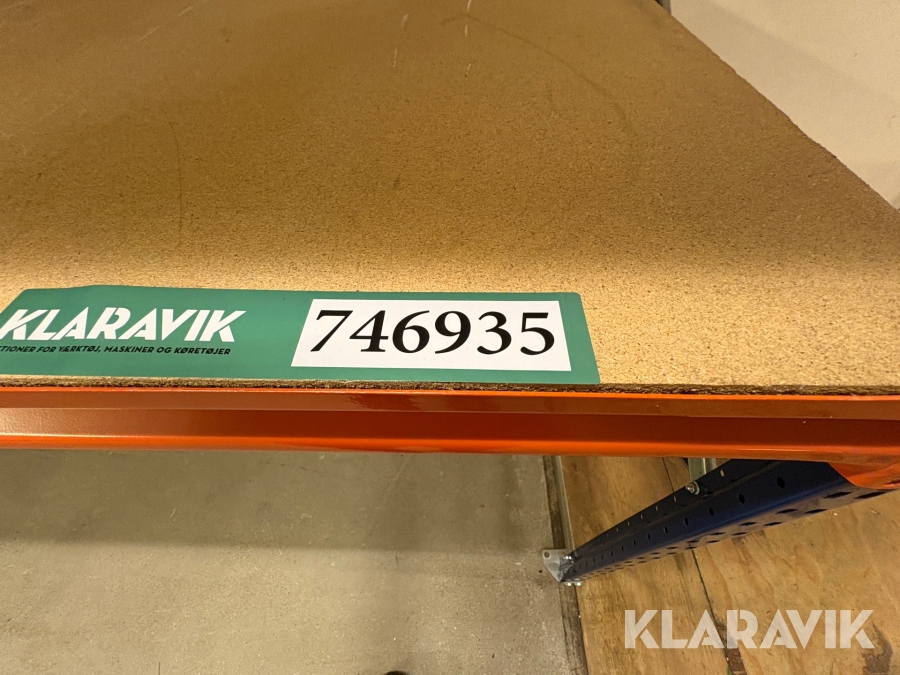 KLARAVIK
746935
FOR VÆRKTØJ, MASKINER OG KØRETØJER
KLARAVIK